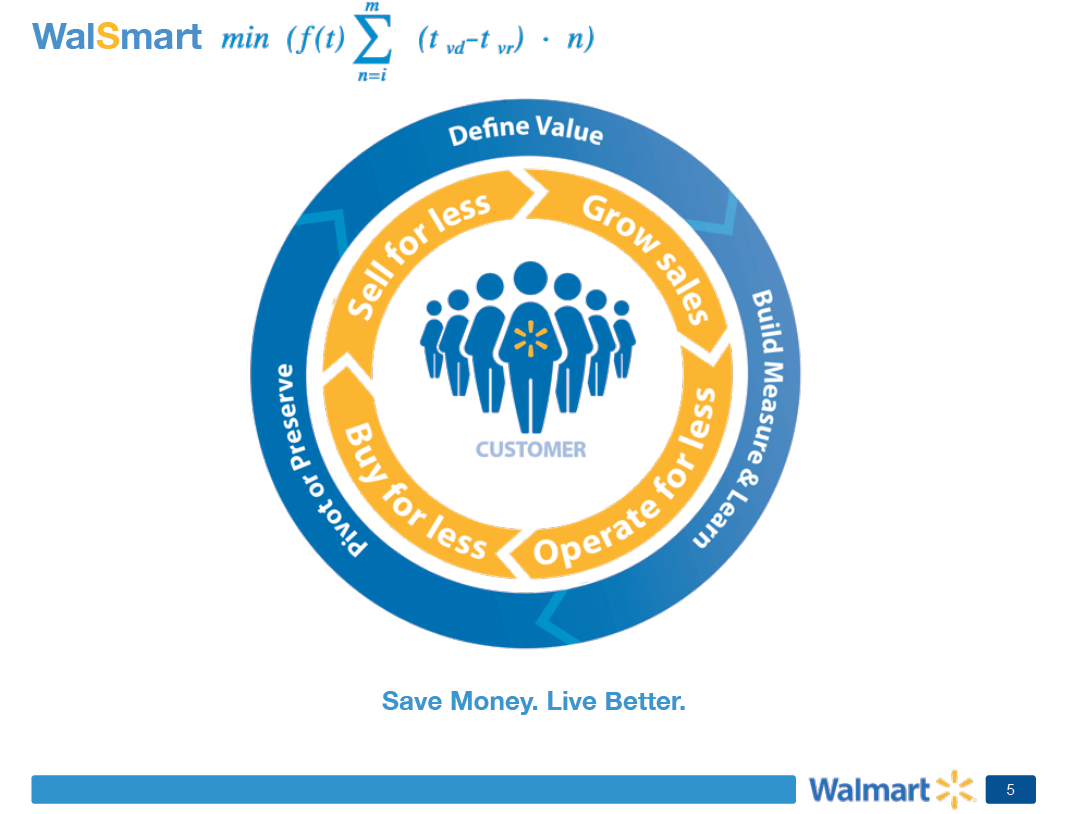 WalSmart min (f(t) m ∑ n=i (t vd-t vr) · n)
Define Value
Build Measure & Learn
Pivot or Preserve
Sell for less
Grow sales
Operate for less
Buy for less
CUSTOMER
Save Money. Live Better.
Walmart
5